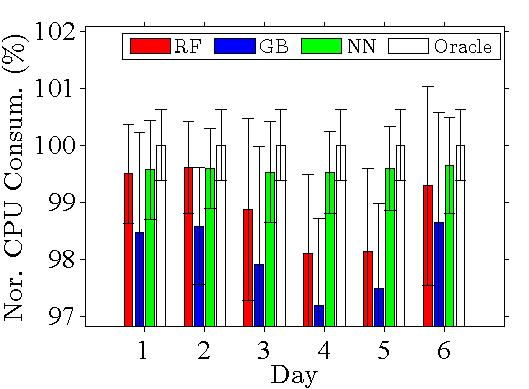 Nor. CPU Consum. (%)
102
101
100
99
98
97
RF GB NN Oracle
1 2 3 4 5 6
Day